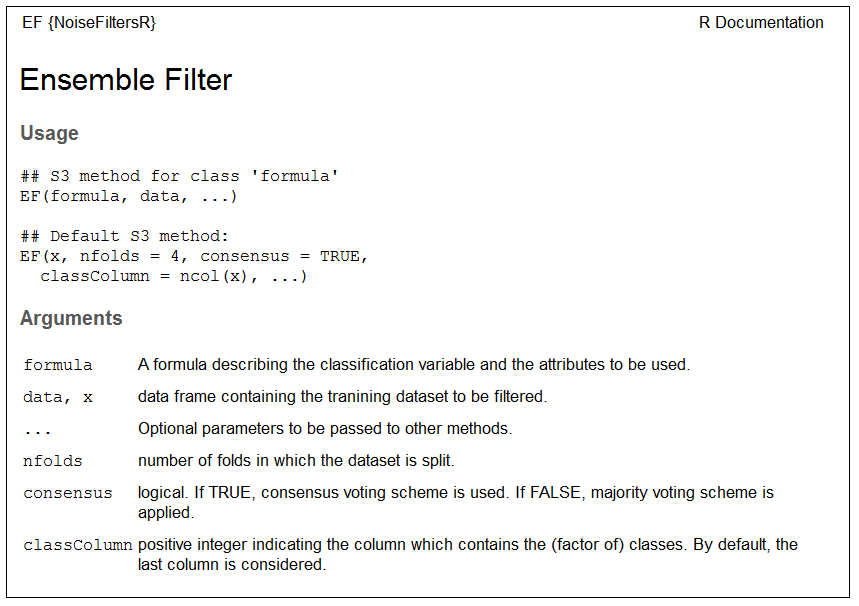 EF {NoiseFiltersR}
R Documentation
Ensemble Filter
Usage
## S3 method for class 'formula'
EF(formula, data, ...)
## Default S3 method:
EF(x, nfolds = 4, consensus = TRUE,
  classColumn = ncol(x), ...)
Arguments
formula A formula describing the classification variable and the attributes to be used.
data, x data frame containing the tranining dataset to be filtered.
... Optional parameters to be passed to other methods.
nfolds number of folds in which the dataset is split.
consensus logical. If TRUE, consensus voting scheme is used. If FALSE, majority voting scheme is
applied.
classColumn positive integer indicating the column which contains the (factor of) classes. By default, the
last column is considered.